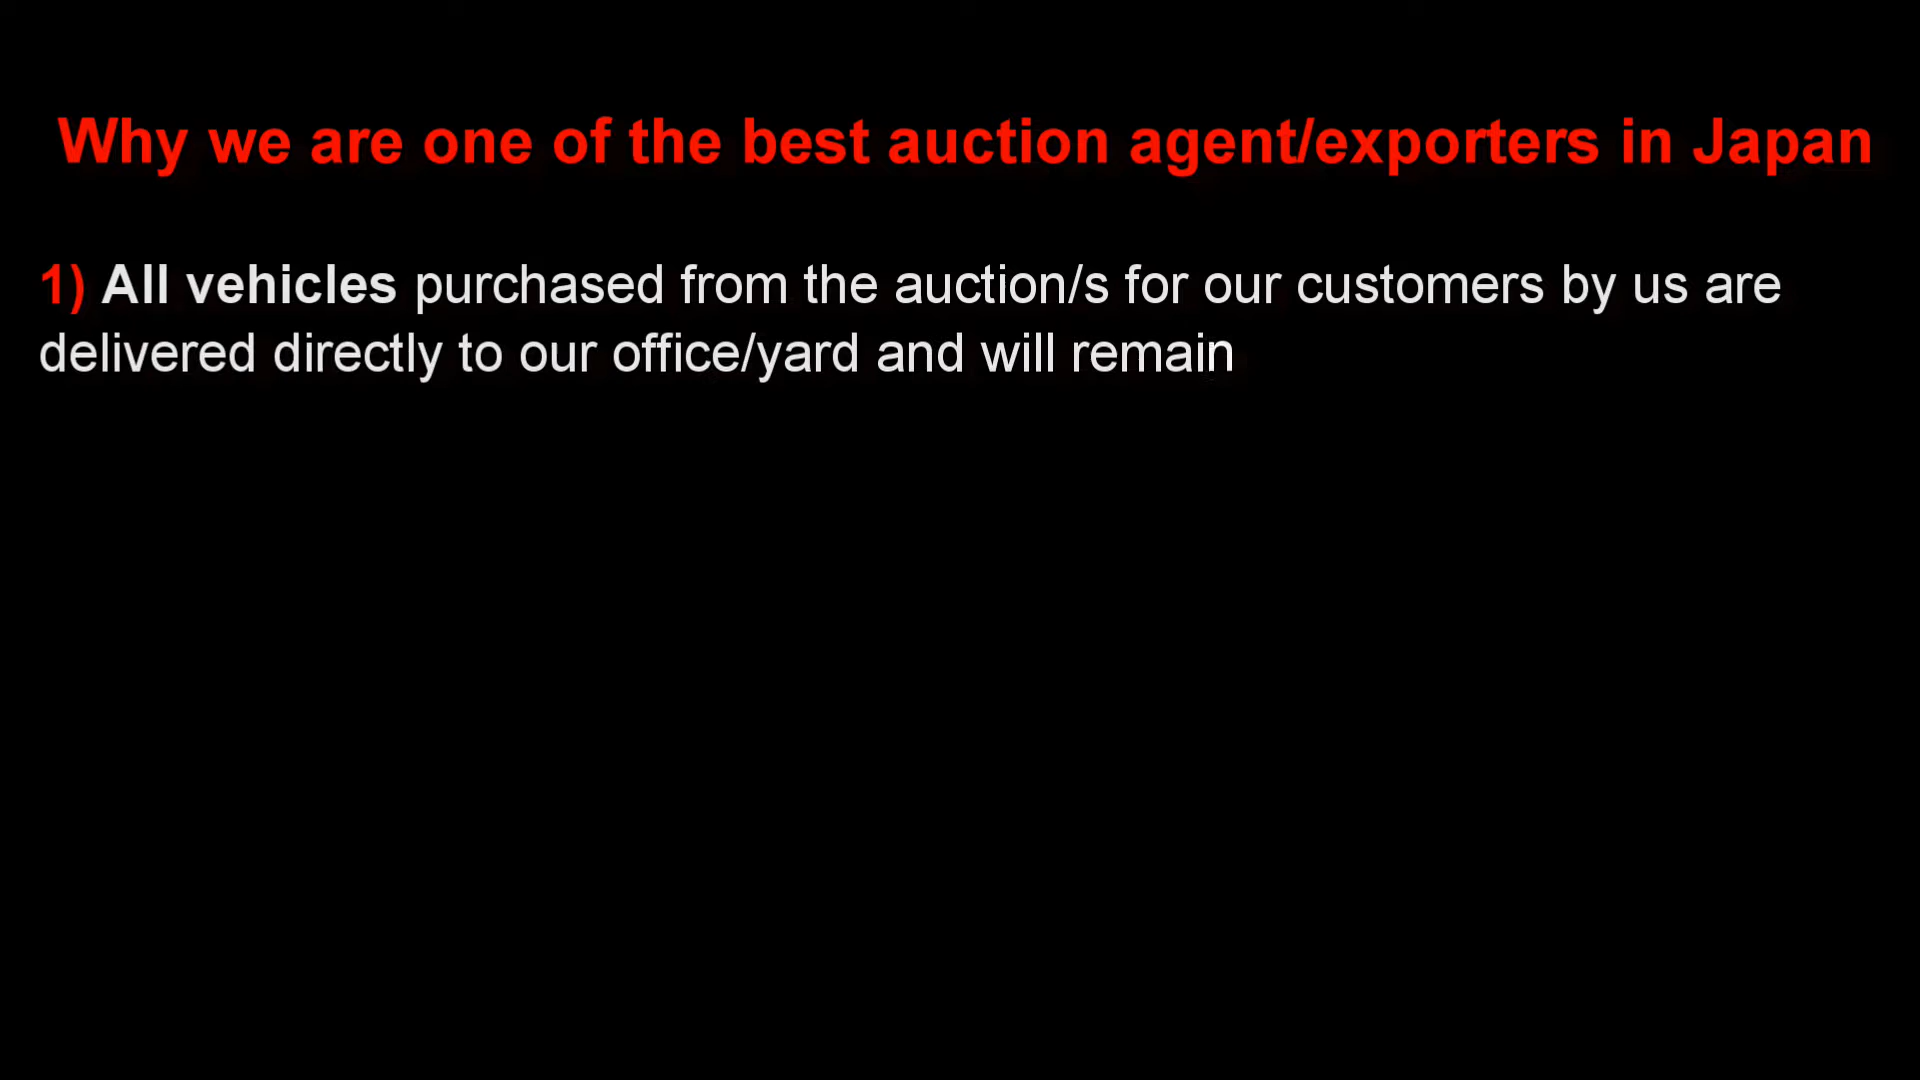 Why we are one of the best auction agent/exporters in Japan
1) All vehicles purchased from the auction/s for our customers by us are
delivered directly to our office/yard and will remain